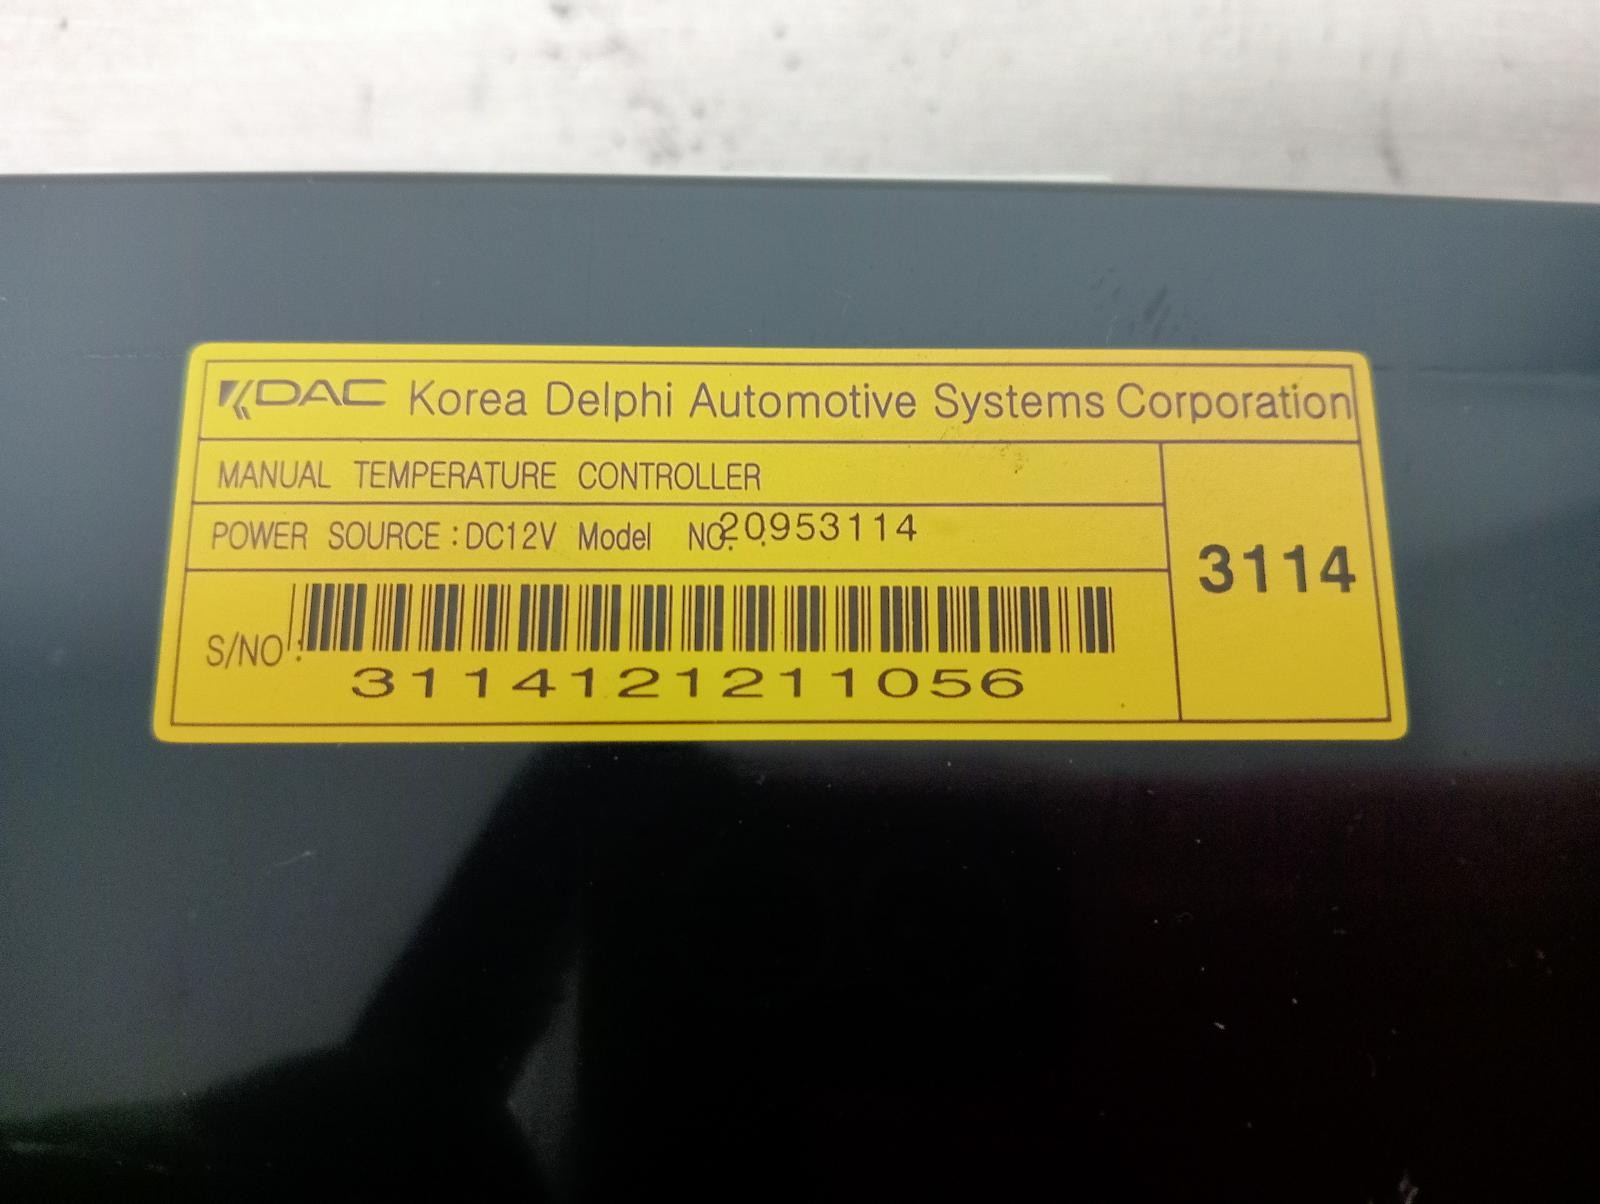 KDAC Korea Delphi Automotive Systems Corporation
MANUAL TEMPERATURE CONTROLLER
POWER SOURCE : DC12V Model NO. 20953114
3114
S/NO :
3114121211056